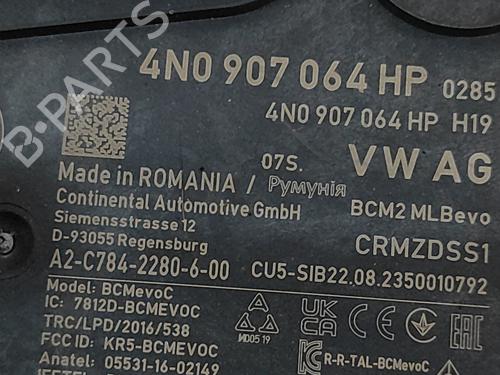 4N0 907 064 HP 0285
4N0 907 064 HP H19
07S. VW AG
Made in ROMANIA / Румунія
Continental Automotive GmbH
BCM2 MLBevo
Siemensstrasse 12
D-93055 Regensburg
CRMZDSS1
A2-C784-2280-6-00
CU5-SIB22.08.2350010792
Model: BCMevoC
IC: 7812D-BCMEVOC
TRC/LPD/2016/538
FCC ID: KR5-BCMEVOC
Anatel: 05531-16-02149
MD05 19
R-R-TAL-BCMevoC
B-PARTS